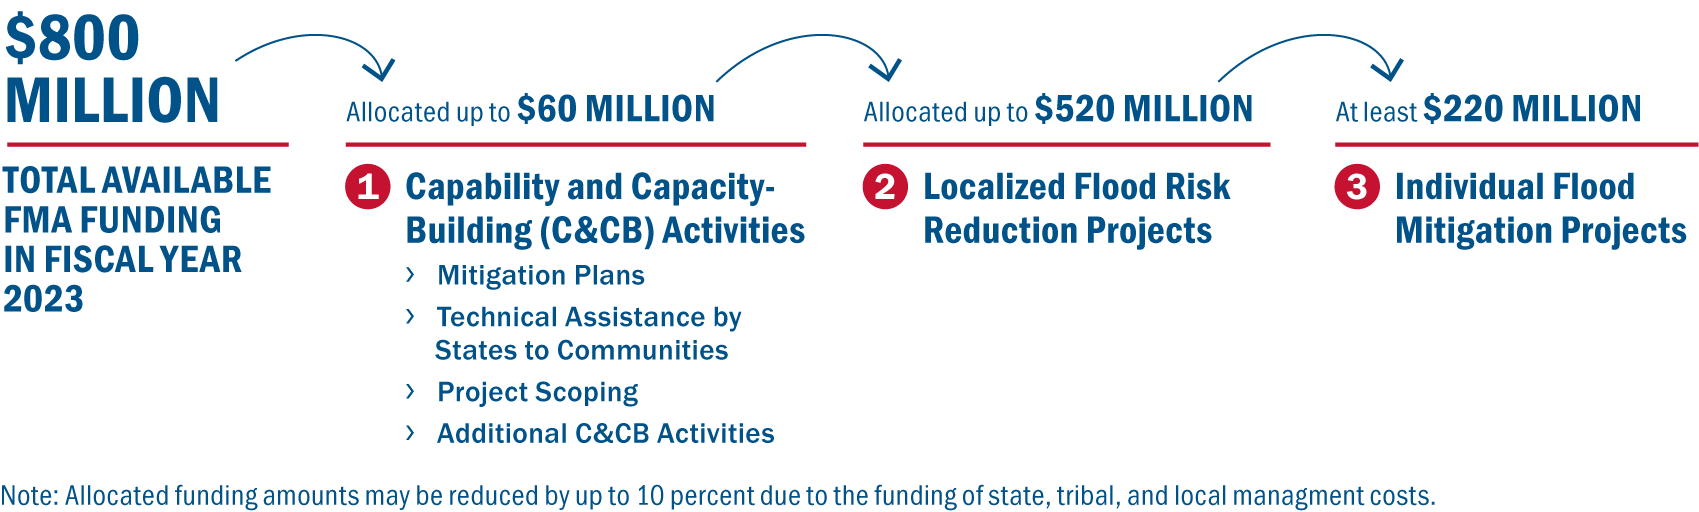 $800
MILLION
TOTAL AVAILABLE
FMA FUNDING
IN FISCAL YEAR
2023
Allocated up to $60 MILLION
1 Capability and Capacity-
Building (C&CB) Activities
› Mitigation Plans
› Technical Assistance by
States to Communities
› Project Scoping
› Additional C&CB Activities
Allocated up to $520 MILLION
2 Localized Flood Risk
Reduction Projects
At least $220 MILLION
3 Individual Flood
Mitigation Projects
Note: Allocated funding amounts may be reduced by up to 10 percent due to the funding of state, tribal, and local managment costs.